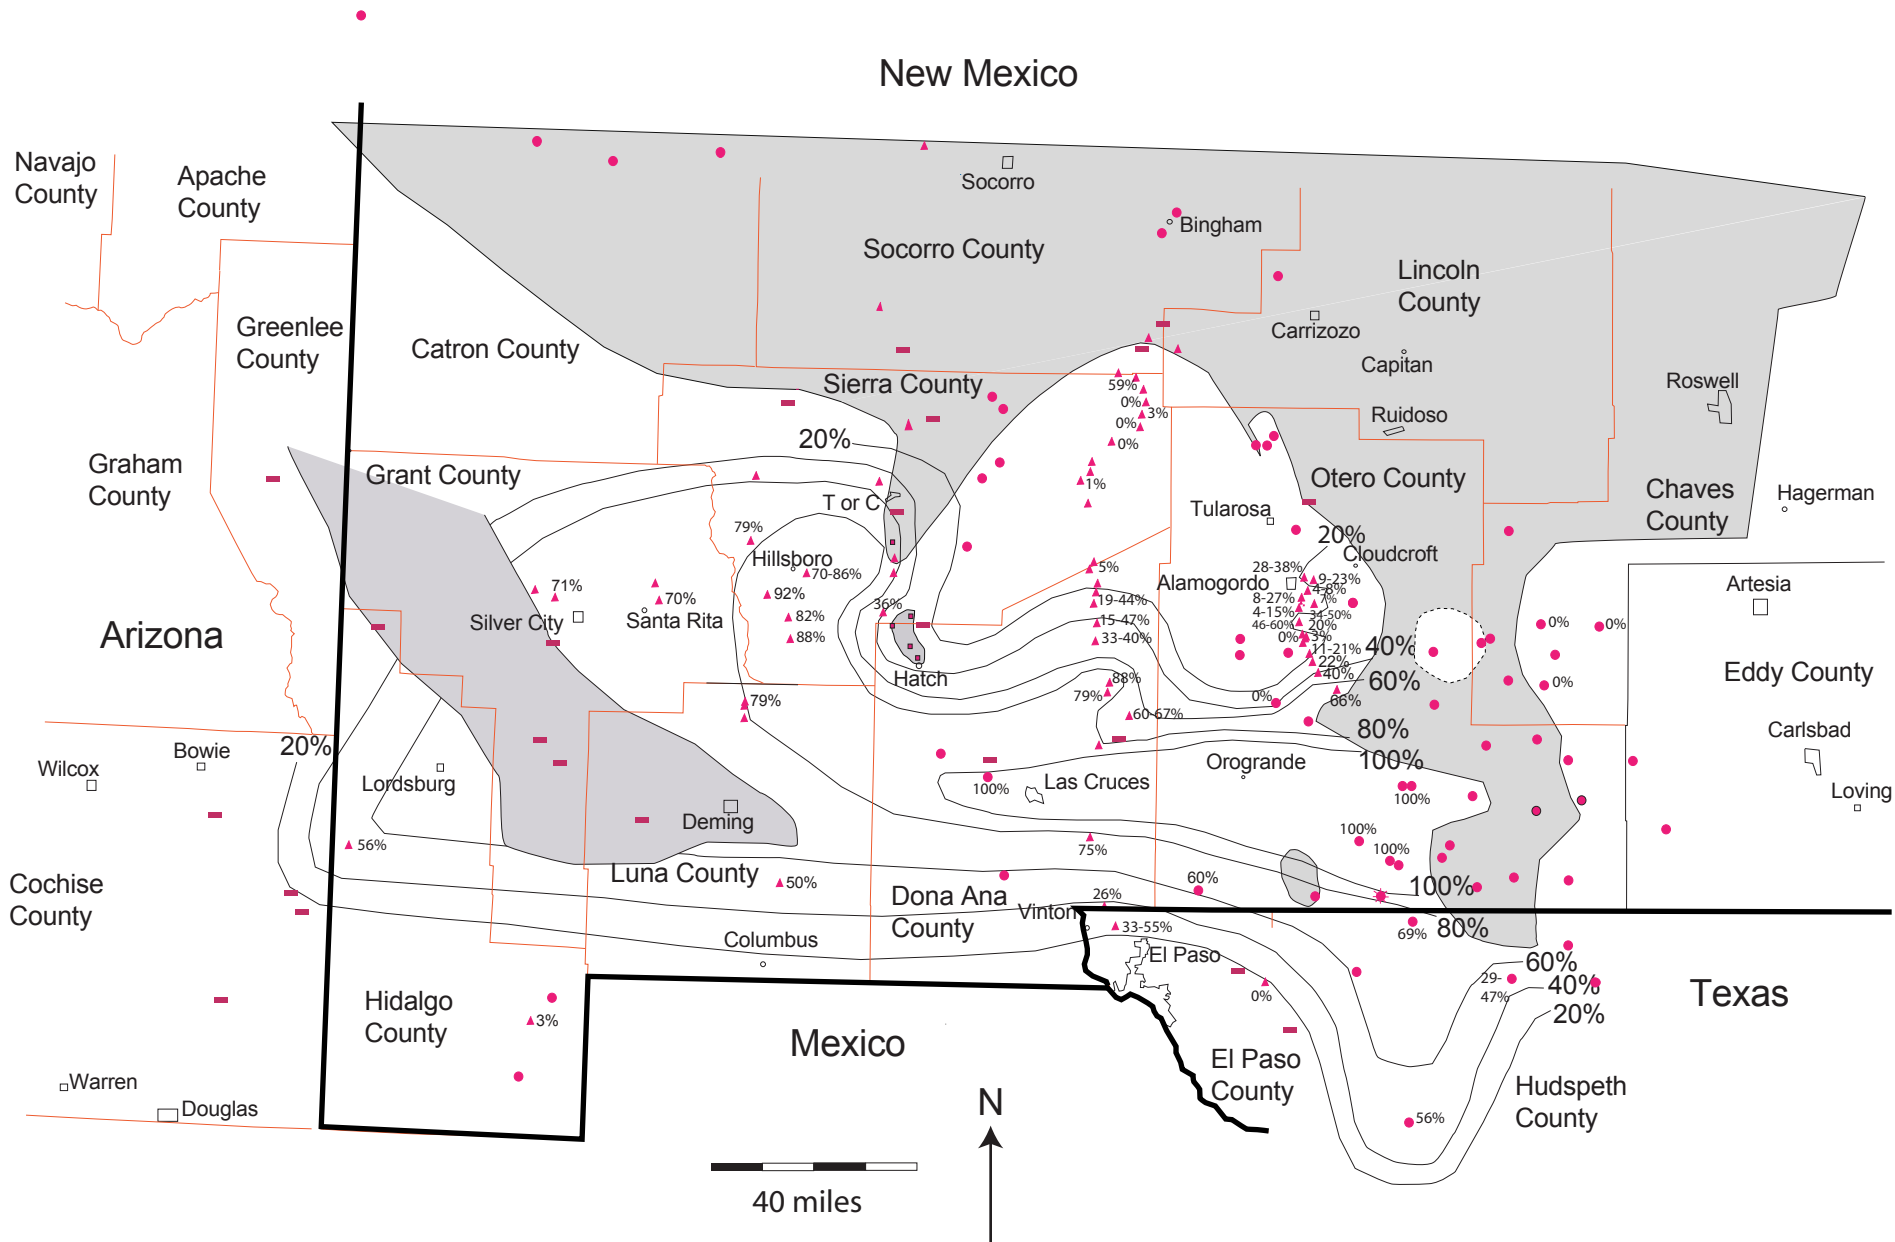 New Mexico
Navajo
County
Apache
County
Socorro
Bingham
Socorro County
Lincoln
County
Greenlee
County
Catron County
Carrizozo
Capitan
Sierra County
59%
0%
3%
0%
0%
Roswell
Ruidoso
20%
Graham
County
Grant County
1%
Otero County
Chaves
County
Hagerman
T or C
Tularosa
79%
20%
Cloudcroft
Hillsboro
70-86%
5%
28-38%
Alamogordo
9-23%
4-8%
Artesia
71%
70%
92%
36%
19-44%
8-27%
7%
4-15%
34-50%
Silver City
Santa Rita
82%
15-47%
46-60%
20%
0%
0%
Arizona
88%
33-40%
0%
3%
40%
11-21%
22%
Hatch
88%
40%
60%
0%
Eddy County
79%
79%
0%
66%
60-67%
80%
Carlsbad
20%
Bowie
100%
Wilcox
Lordsburg
Orogrande
Las Cruces
100%
100%
Loving
Deming
100%
56%
75%
100%
Luna County
50%
60%
100%
Cochise
County
Dona Ana
County
26%
Vinton
33-55%
69%
80%
Columbus
El Paso
60%
Hidalgo
County
0%
29-
47%
40%
Texas
3%
20%
Mexico
El Paso
County
Warren
Douglas
N
Hudspeth
County
56%
40 miles